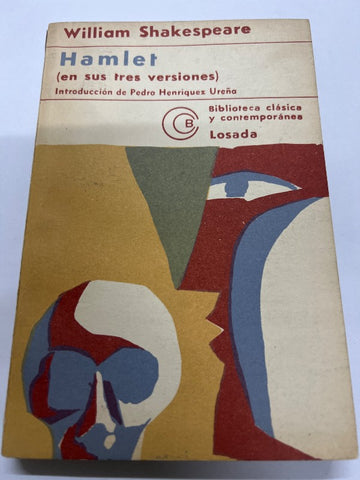 William Shakespeare
Hamlet
(en sus tres versiones)
Introducción de Pedro Henríquez Ureña
Biblioteca clásica
y contemporánea
Losada
B